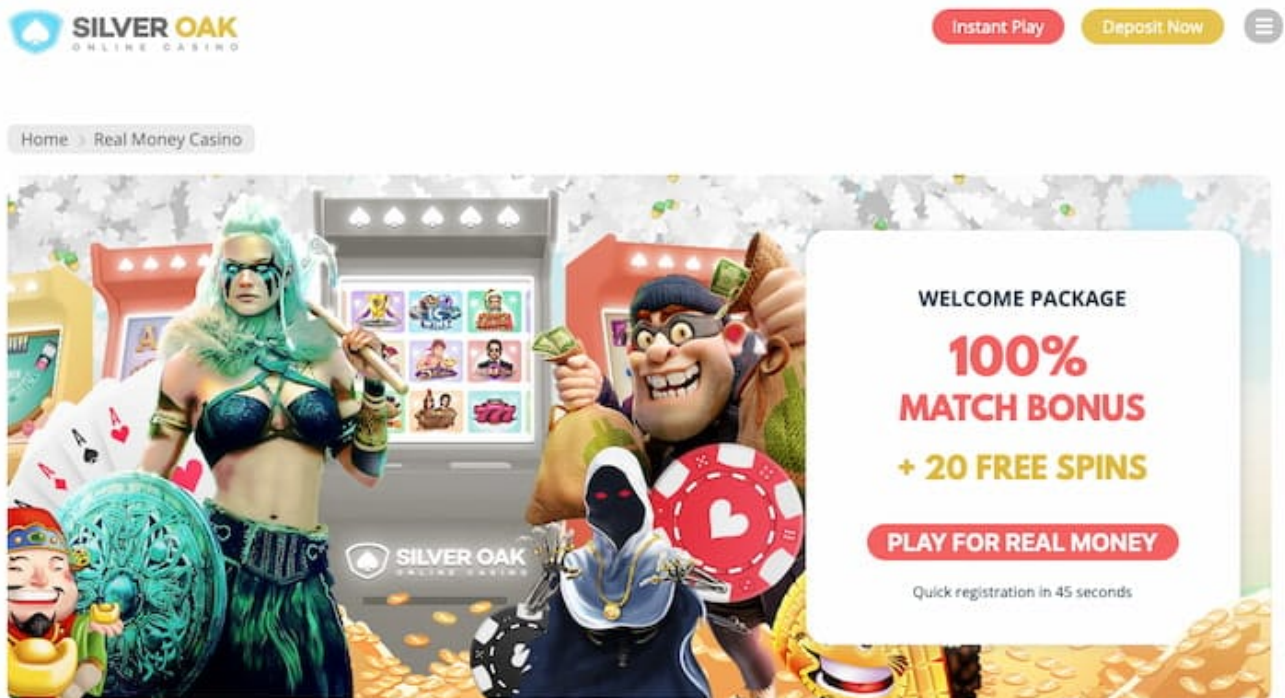 SILVER OAK
ONLINE CASINO
Instant Play
Deposit Now
Home > Real Money Casino
WELCOME PACKAGE
100%
MATCH BONUS
+ 20 FREE SPINS
PLAY FOR REAL MONEY
Quick registration in 45 seconds
A
A
A
SILVER OAK
ONLINE CASINO